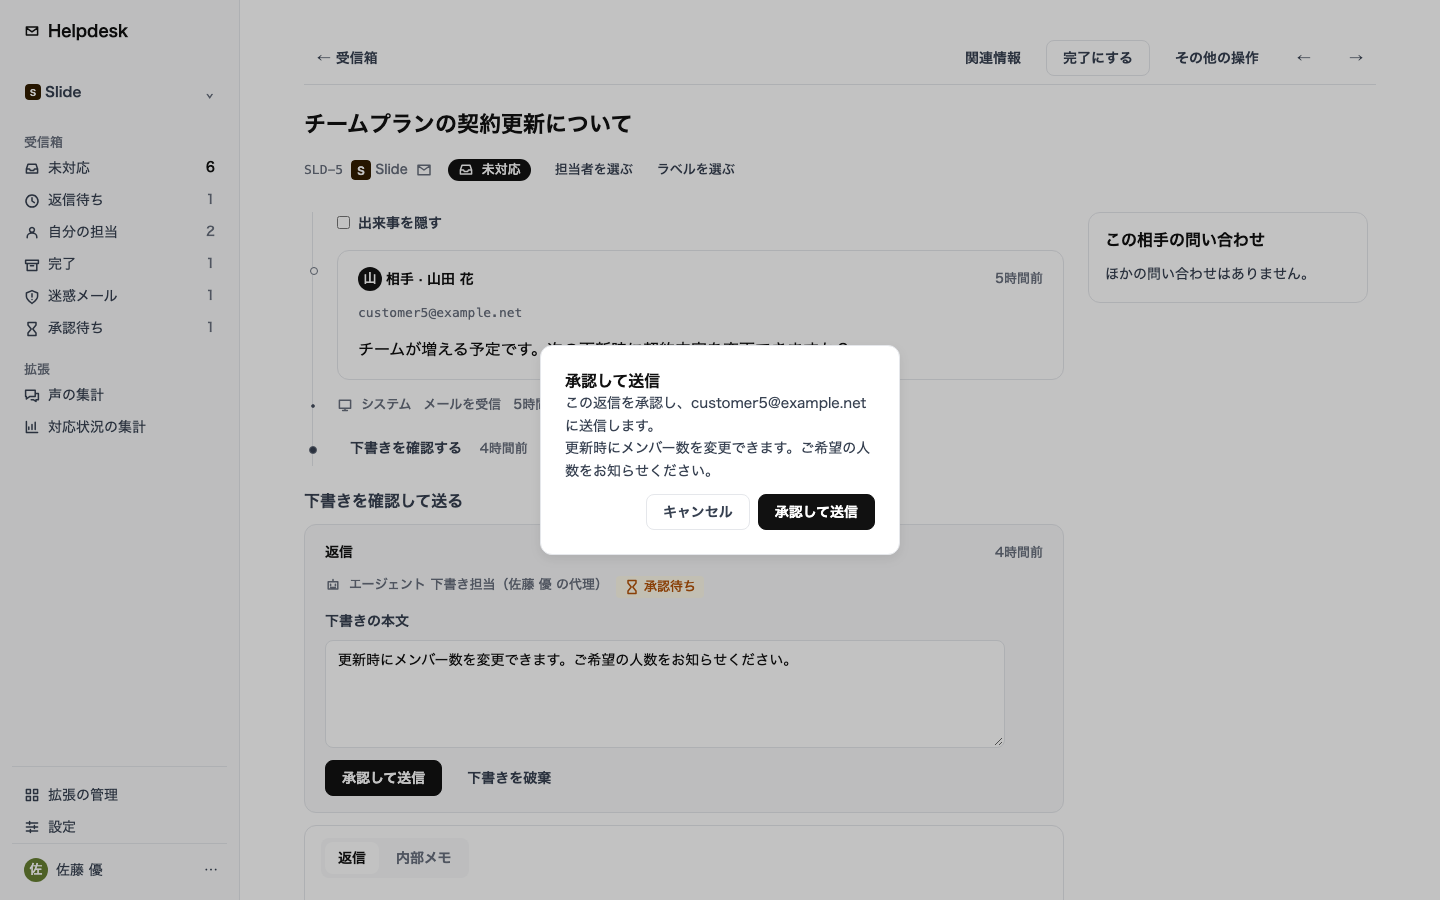 Helpdesk
S Slide
受信箱
未対応 6
返信待ち 1
自分の担当 2
完了 1
迷惑メール 1
承認待ち 1
拡張
声の集計
対応状況の集計
拡張の管理
設定
佐 佐藤 優 …
← 受信箱
関連情報 完了にする その他の操作 ← →
チームプランの契約更新について
SLD-5 S Slide 未対応 担当者を選ぶ ラベルを選ぶ
出来事を隠す
山 相手 · 山田 花 5時間前
customer5@example.net
チームが増える予定です。
システム メールを受信 5時
下書きを確認する 4時間前
この相手の問い合わせ
ほかの問い合わせはありません。
承認して送信
この返信を承認し、customer5@example.net
に送信します。
更新時にメンバー数を変更できます。ご希望の人
数をお知らせください。
キャンセル 承認して送信
下書きを確認して送る
返信 4時間前
エージェント 下書き担当（佐藤 優 の代理） 承認待ち
下書きの本文
更新時にメンバー数を変更できます。ご希望の人数をお知らせください。
承認して送信 下書きを破棄
返信 内部メモ